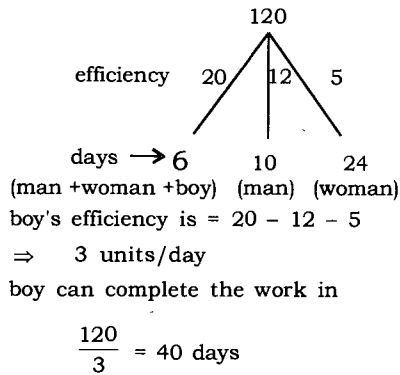 120
efficiency 20 12 5
days → 6 10 24
(man +woman +boy) (man) (woman)
boy's efficiency is = 20 – 12 – 5
⇒ 3 units/day
boy can complete the work in
120
3 = 40 days